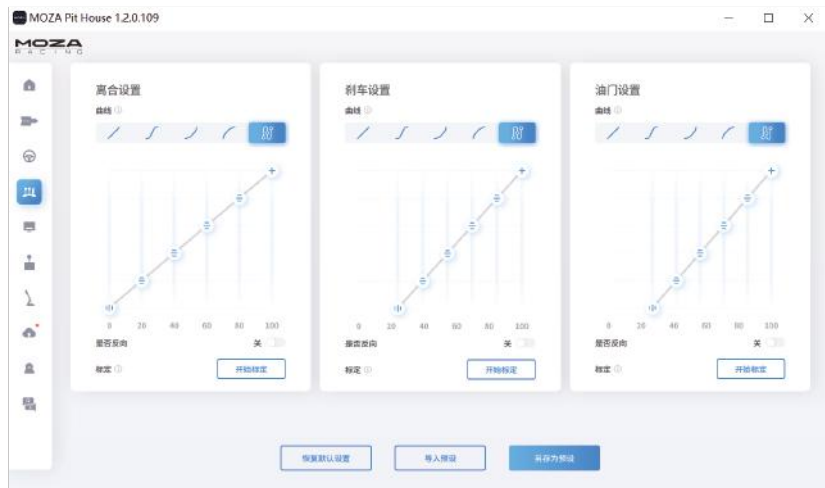 MOZA Pit House 1.2.0.109
MOZA
RACING
离合设置
曲线
0 20 40 60 80 100
是否反向 关
标定 开始标定
刹车设置
曲线
0 20 40 60 80 100
是否反向 关
标定 开始标定
油门设置
曲线
0 20 40 60 80 100
是否反向 关
标定 开始标定
恢复默认设置 导入预设 另存为预设